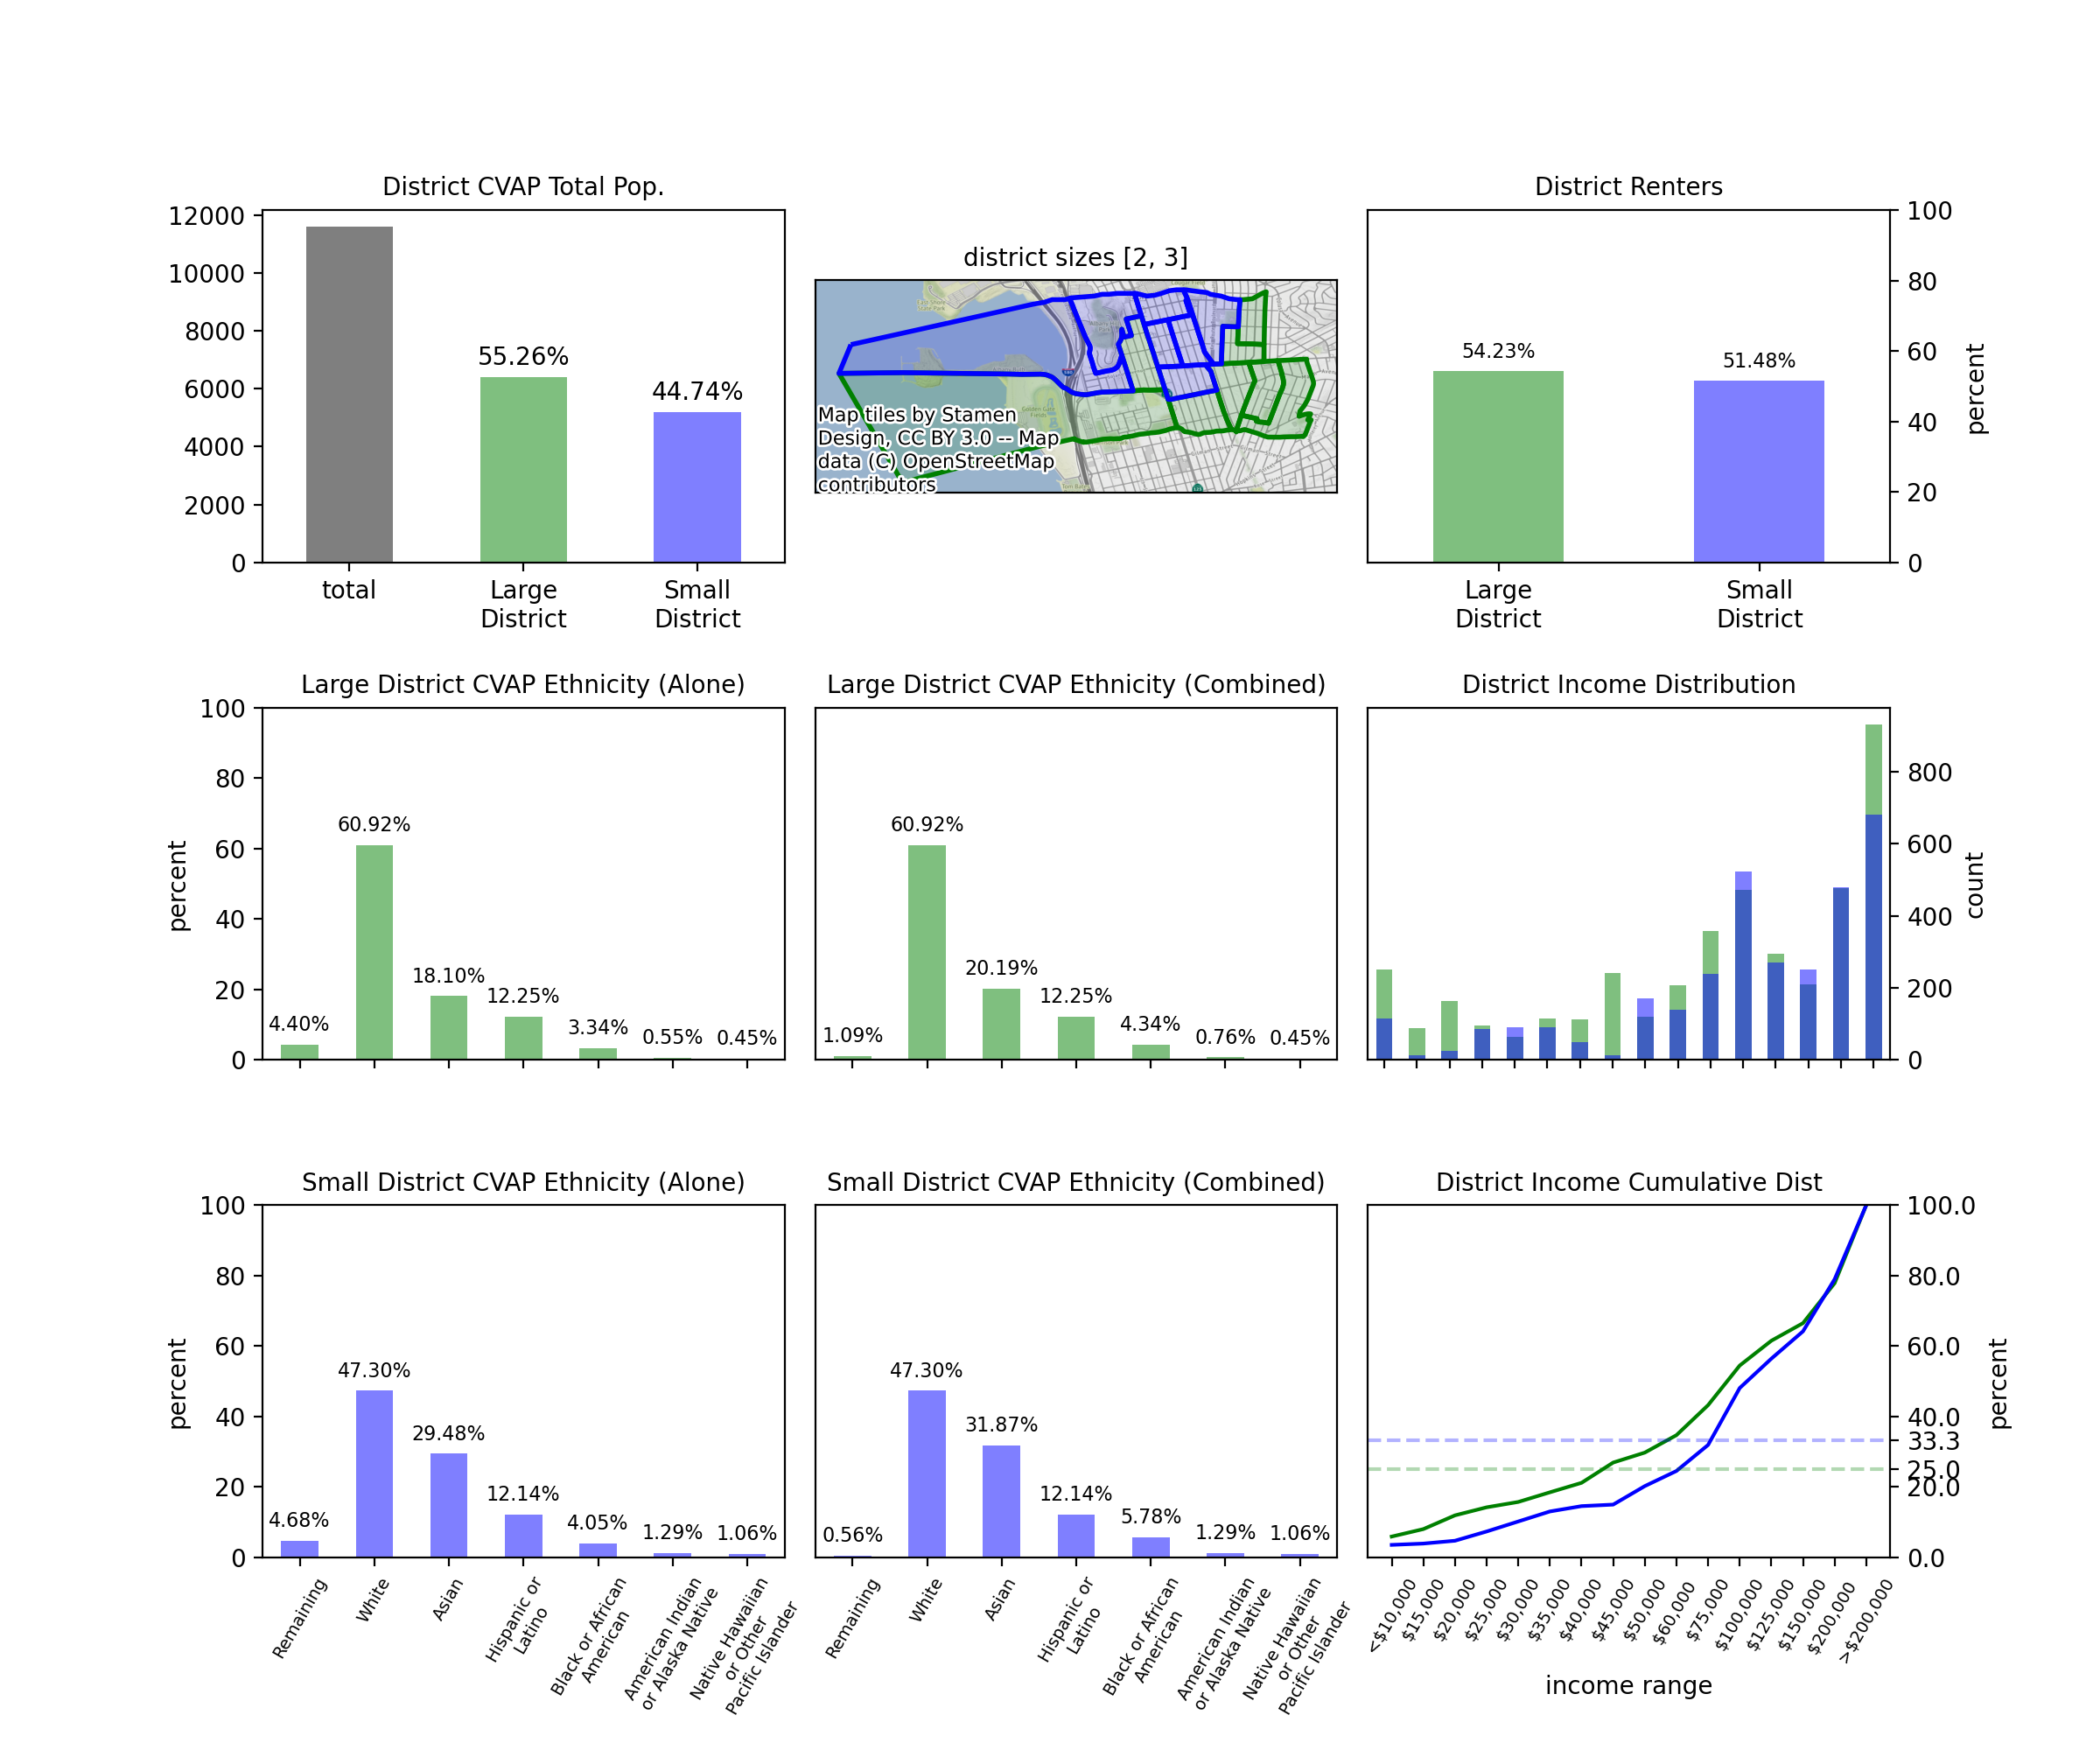 District CVAP Total Pop.
12000
10000
8000
6000
4000
2000
0
55.26%
44.74%
total
Large
District
Small
District
district sizes [2, 3]
Map tiles by Stamen
Design, CC BY 3.0 -- Map
data (C) OpenStreetMap
contributors
District Renters
54.23%
51.48%
100
80
60
40
20
0
percent
Large
District
Small
District
Large District CVAP Ethnicity (Alone)
percent
100
80
60
40
20
0
4.40%
60.92%
18.10%
12.25%
3.34%
0.55%
0.45%
Large District CVAP Ethnicity (Combined)
1.09%
60.92%
20.19%
12.25%
4.34%
0.76%
0.45%
District Income Distribution
800
600
400
200
0
count
Small District CVAP Ethnicity (Alone)
percent
100
80
60
40
20
0
4.68%
47.30%
29.48%
12.14%
4.05%
1.29%
1.06%
Remaining
White
Asian
Hispanic or
Latino
Black or African
American
American Indian
or Alaska Native
Native Hawaiian
or Other
Pacific Islander
Small District CVAP Ethnicity (Combined)
0.56%
47.30%
31.87%
12.14%
5.78%
1.29%
1.06%
Remaining
White
Asian
Hispanic or
Latino
Black or African
American
American Indian
or Alaska Native
Native Hawaiian
or Other
Pacific Islander
District Income Cumulative Dist
100.0
80.0
60.0
40.0
33.3
25.0
20.0
0.0
percent
<$10,000
$15,000
$20,000
$25,000
$30,000
$35,000
$40,000
$45,000
$50,000
$60,000
$75,000
$100,000
$125,000
$150,000
$200,000
>$200,000
income range